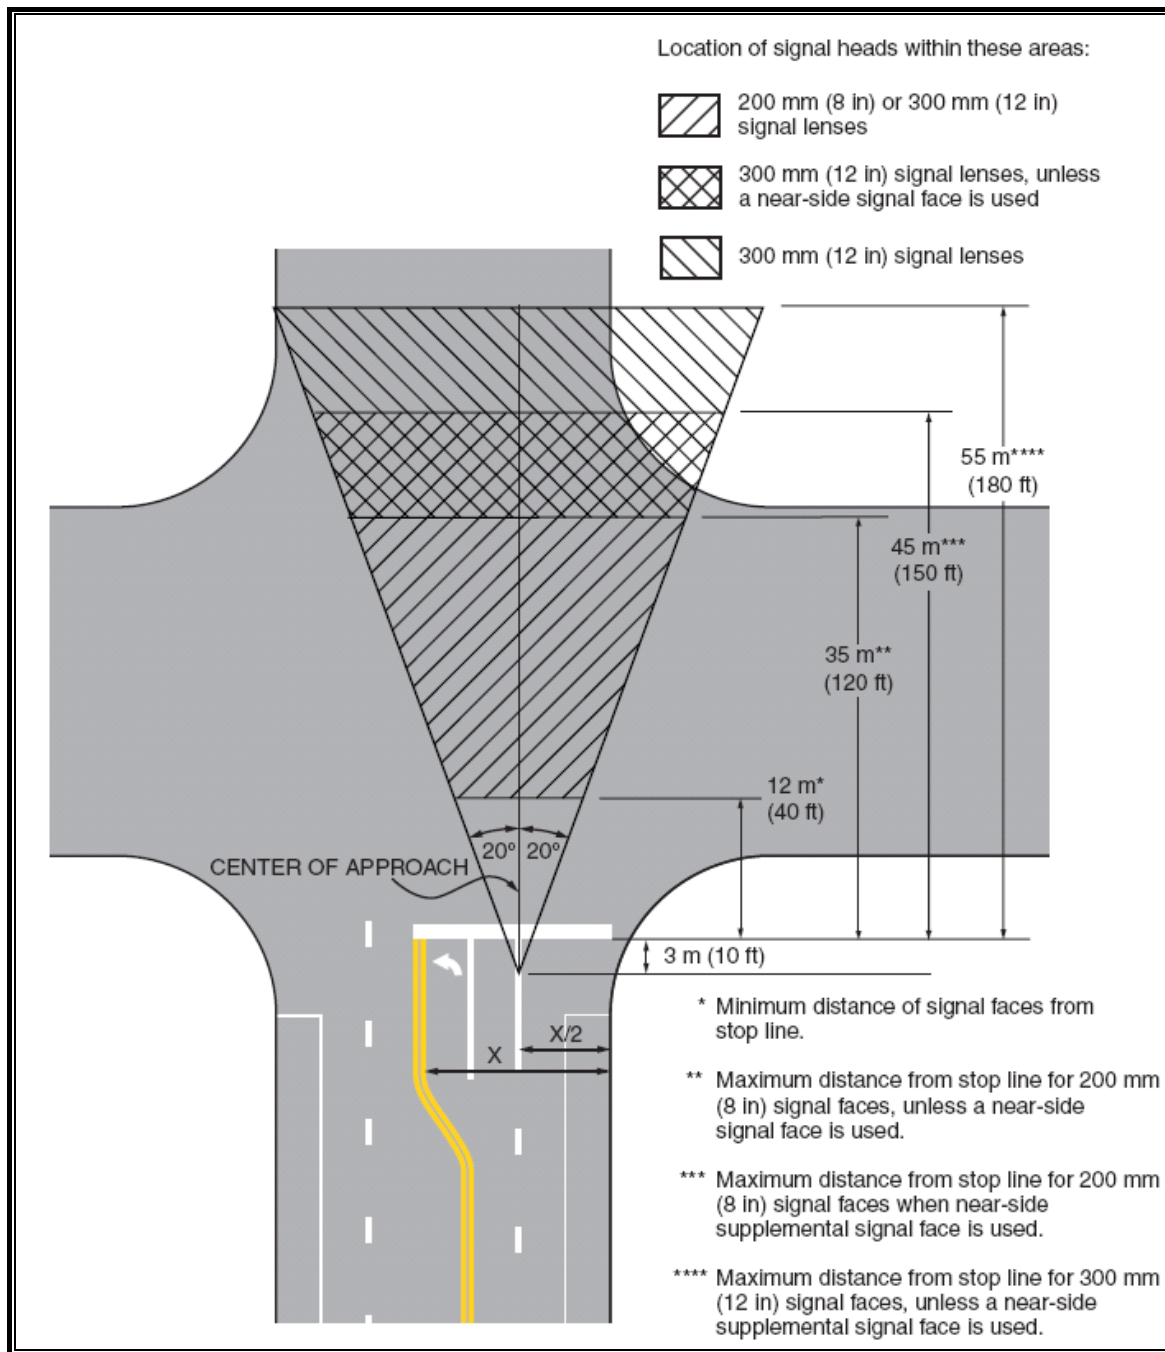 Location of signal heads within these areas:
200 mm (8 in) or 300 mm (12 in)
signal lenses
300 mm (12 in) signal lenses, unless
a near-side signal face is used
300 mm (12 in) signal lenses
55 m****
(180 ft)
45 m***
(150 ft)
35 m**
(120 ft)
12 m*
(40 ft)
20º 20º
CENTER OF APPROACH
3 m (10 ft)
X/2
X
* Minimum distance of signal faces from
stop line.
** Maximum distance from stop line for 200 mm
(8 in) signal faces, unless a near-side
signal face is used.
*** Maximum distance from stop line for 200 mm
(8 in) signal faces when near-side
supplemental signal face is used.
**** Maximum distance from stop line for 300 mm
(12 in) signal faces, unless a near-side
supplemental signal face is used.